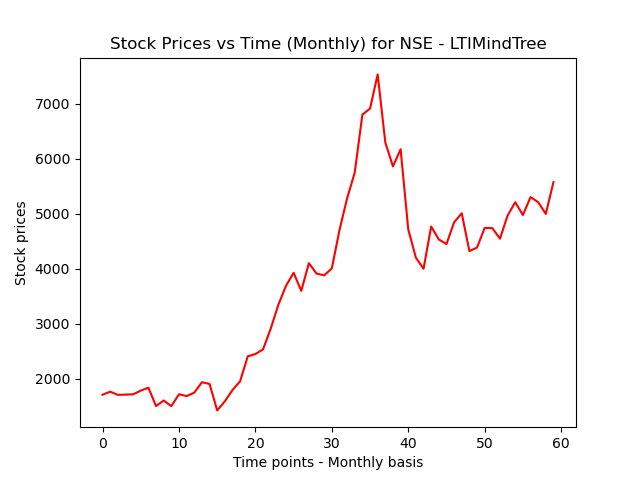 Stock Prices vs Time (Monthly) for NSE - LTIMindTree
7000
6000
5000
4000
3000
2000
Stock prices
0 10 20 30 40 50 60
Time points - Monthly basis